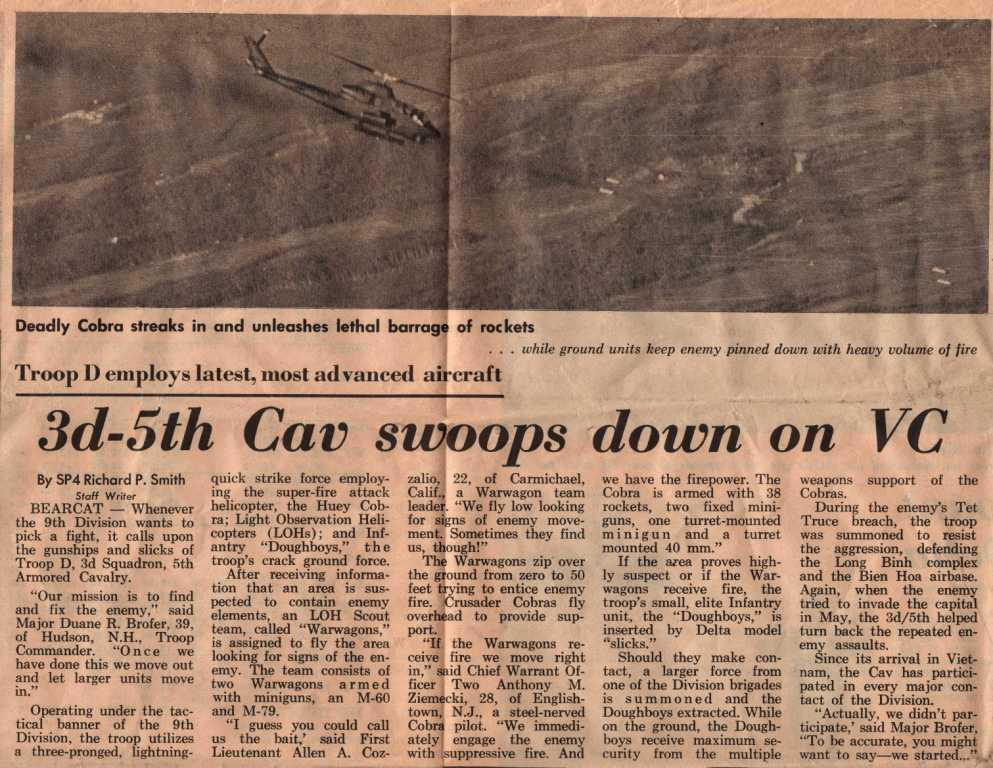 Deadly Cobra streaks in and unleashes lethal barrage of rockets
. . . while ground units keep enemy pinned down with heavy volume of fire
Troop D employs latest, most advanced aircraft
3d-5th Cav swoops down on VC
By SP4 Richard P. Smith
Staff Writer
BEARCAT — Whenever
the 9th Division wants to
pick a fight, it calls upon
the gunships and slicks of
Troop D, 3d Squadron, 5th
Armored Cavalry.
"Our mission is to find
and fix the enemy," said
Major Duane R. Brofer, 39,
of Hudson, N.H., Troop
Commander. "Once we
have done this we move out
and let larger units move
in."
Operating under the tac-
tical banner of the 9th
Division, the troop utilizes
a three-pronged, lightning-
quick strike force employ-
ing the super-fire attack
helicopter, the Huey Cob-
ra; Light Observation Heli-
copters (LOHs); and Inf-
antry "Doughboys," the
troop's crack ground force.
After receiving informa-
tion that an area is sus-
pected to contain enemy
elements, an LOH Scout
team, called "Warwagons,"
is assigned to fly the area
looking for signs of the en-
emy. The team consists of
two Warwagons armed
with miniguns, an M-60
and M-79.
"I guess you could call
us the bait,' said First
Lieutenant Allen A. Coz-
zalio, 22, of Carmichael,
Calif., a Warwagon team
leader. "We fly low looking
for signs of enemy move-
ment. Sometimes they find
us, though!"
The Warwagons zip over
the ground from zero to 50
feet trying to entice enemy
fire. Crusader Cobras fly
overhead to provide sup-
port.
"If the Warwagons re-
ceive fire we move right
in," said Chief Warrant Of-
ficer Two Anthony M.
Ziemecki, 28, of English-
town, N.J., a steel-nerved
Cobra pilot. "We immedi-
ately engage the enemy
with suppressive fire. And
we have the firepower. The
Cobra is armed with 38
rockets, two fixed mini-
guns, one turret-mounted
minigun and a turret
mounted 40 mm."
If the area proves high-
ly suspect or if the War-
wagons receive fire, the
troop's small, elite Infantry
unit, the "Doughboys," is
inserted by Delta model
"slicks."
Should they make con-
tact, a larger force from
one of the Division brigades
is summoned and the
Doughboys extracted. While
on the ground, the Dough-
boys receive maximum se-
curity from the multiple
weapons support of the
Cobras.
During the enemy's Tet
Truce breach, the troop
was summoned to resist
the aggression, defending
the Long Binh complex
and the Bien Hoa airbase.
Again, when the enemy
tried to invade the capital
in May, the 3d/5th helped
turn back the repeated en-
emy assaults.
Since its arrival in Viet-
nam, the Cav has partici-
pated in every major con-
tact of the Division.
"Actually, we didn't par-
ticipate,' said Major Brofer,
"To be accurate, you might
want to say—we started..."